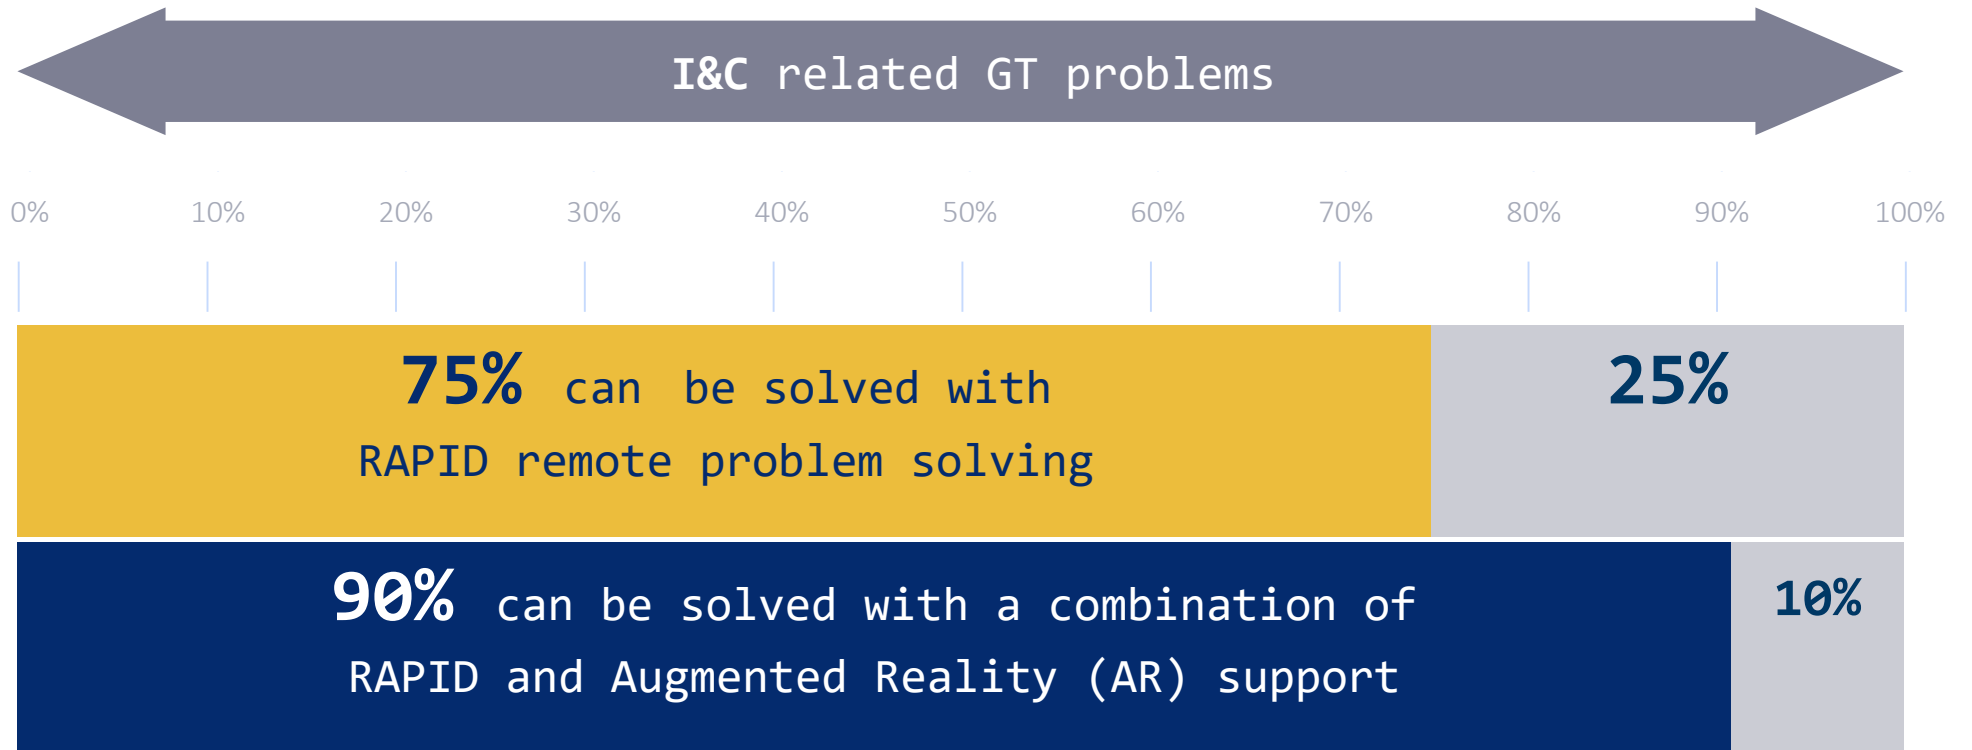 I&C related GT problems
0% 10% 20% 30% 40% 50% 60% 70% 80% 90% 100%
75% can be solved with
RAPID remote problem solving
25%
90% can be solved with a combination of
RAPID and Augmented Reality (AR) support
10%